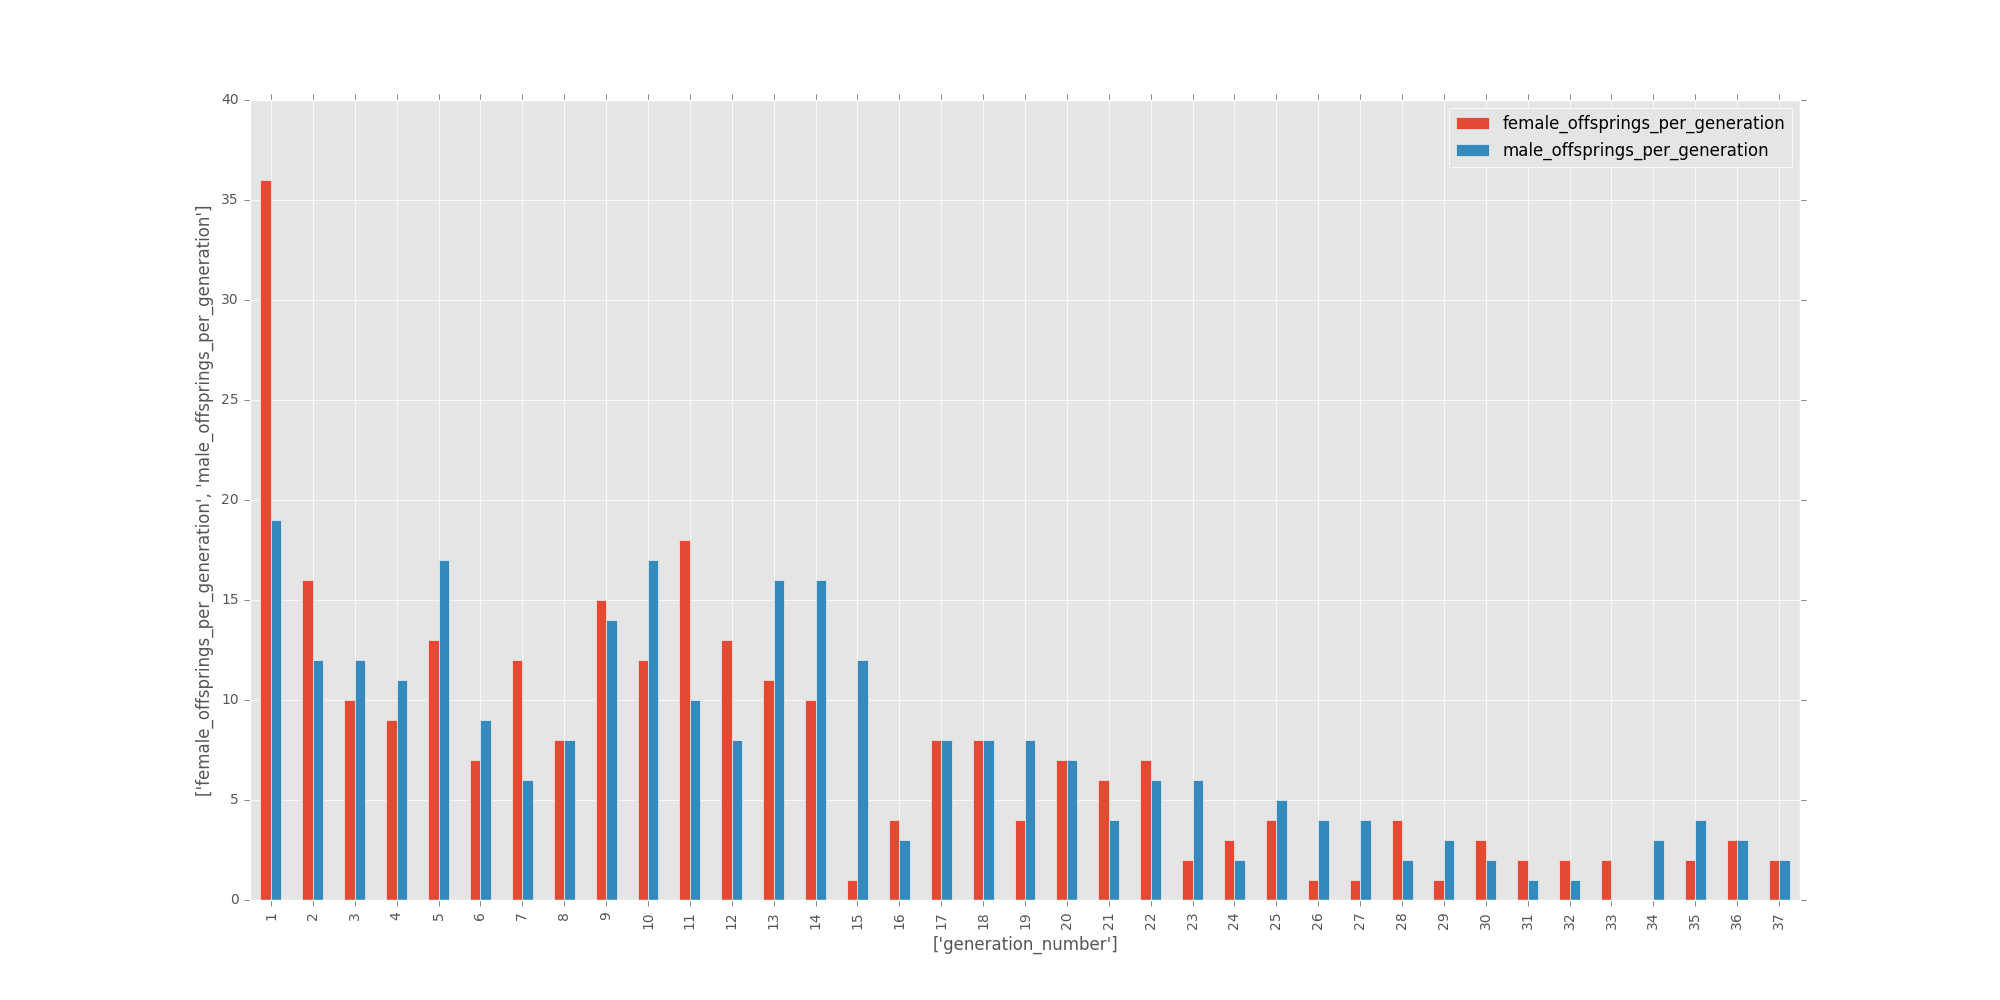 40
35
30
25
20
15
10
5
0
['female_offsprings_per_generation', 'male_offsprings_per_generation']
female_offsprings_per_generation
male_offsprings_per_generation
1 2 3 4 5 6 7 8 9 10 11 12 13 14 15 16 17 18 19 20 21 22 23 24 25 26 27 28 29 30 31 32 33 34 35 36 37
['generation_number']